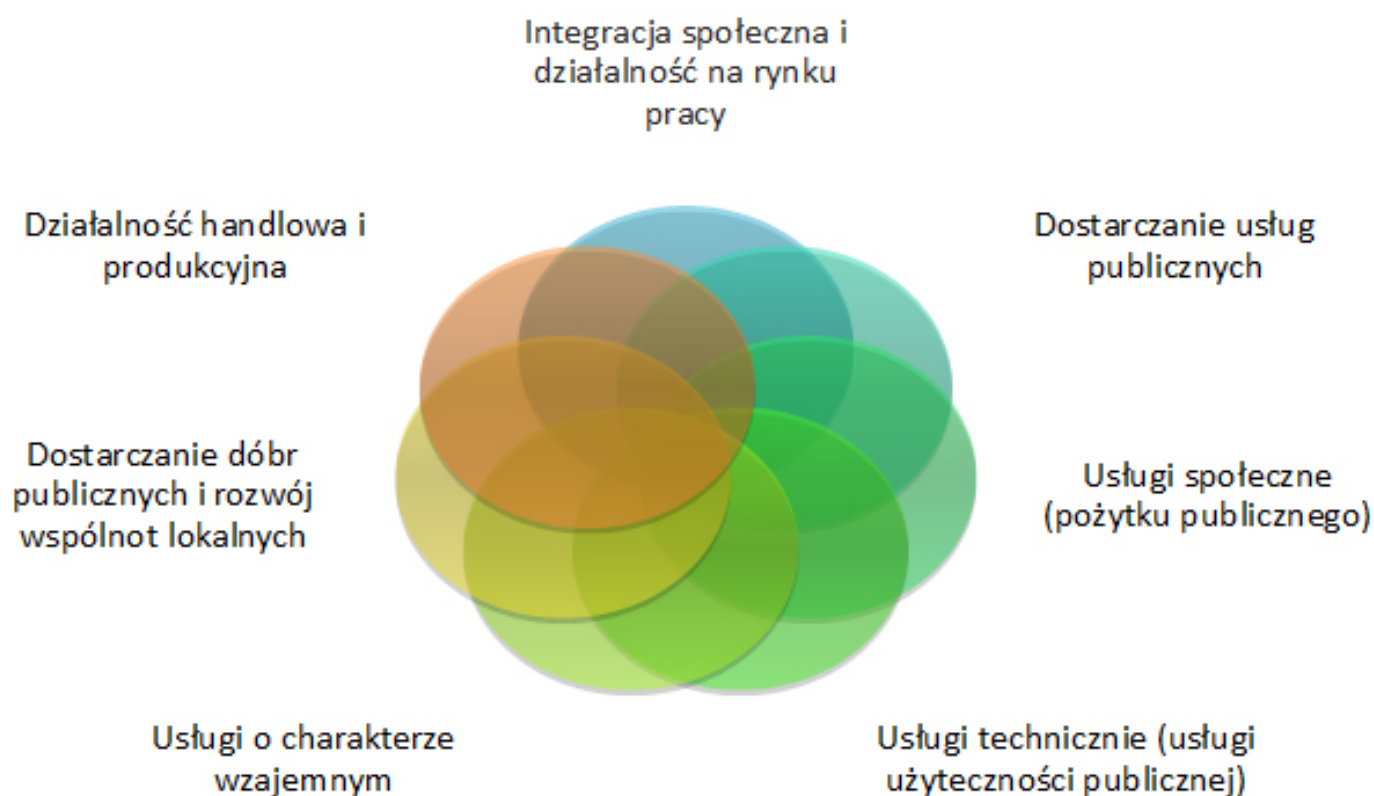 Integracja społeczna i
działalność na rynku
pracy
Dostarczanie usług
publicznych
Usługi społeczne
(pożytku publicznego)
Usługi technicznie (usługi
użyteczności publicznej)
Usługi o charakterze
wzajemnym
Dostarczanie dóbr
publicznych i rozwój
wspólnot lokalnych
Działalność handlowa i
produkcyjna